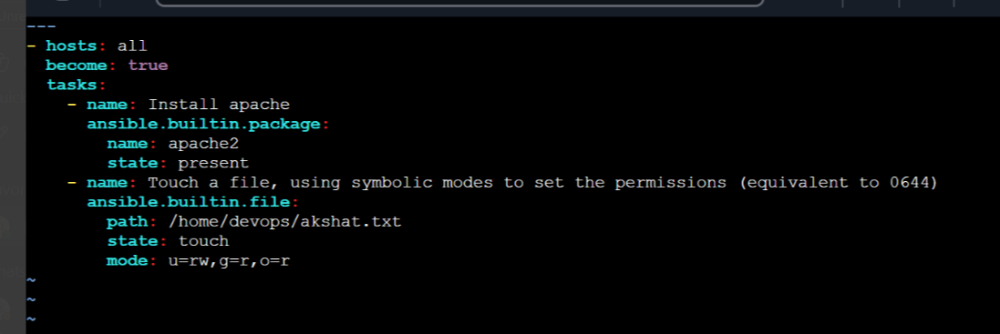 ---
- hosts: all
  become: true
  tasks:
    - name: Install apache
      ansible.builtin.package:
        name: apache2
        state: present
    - name: Touch a file, using symbolic modes to set the permissions (equivalent to 0644)
      ansible.builtin.file:
        path: /home/devops/akshat.txt
        state: touch
        mode: u=rw,g=r,o=r
~
~
~